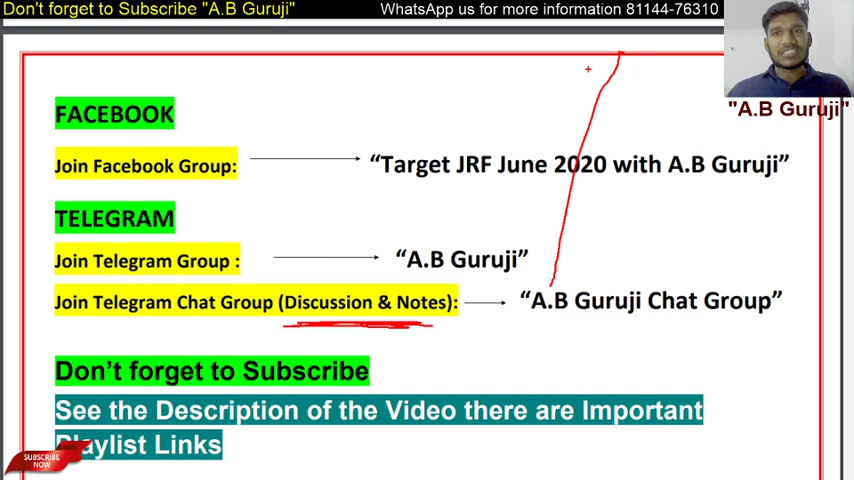 Don't forget to Subscribe "A.B Guruji" WhatsApp us for more information 81144-76310
"A.B Guruji"
FACEBOOK
Join Facebook Group: “Target JRF June 2020 with A.B Guruji”
TELEGRAM
Join Telegram Group : “A.B Guruji”
Join Telegram Chat Group (Discussion & Notes): “A.B Guruji Chat Group”
Don’t forget to Subscribe
See the Description of the Video there are Important
Playlist Links
SUBSCRIBE
NOW